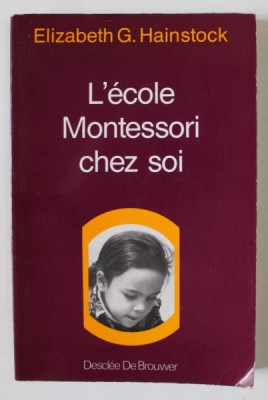 Elizabeth G. Hainstock
L'école
Montessori
chez soi
Desclée De Brouwer